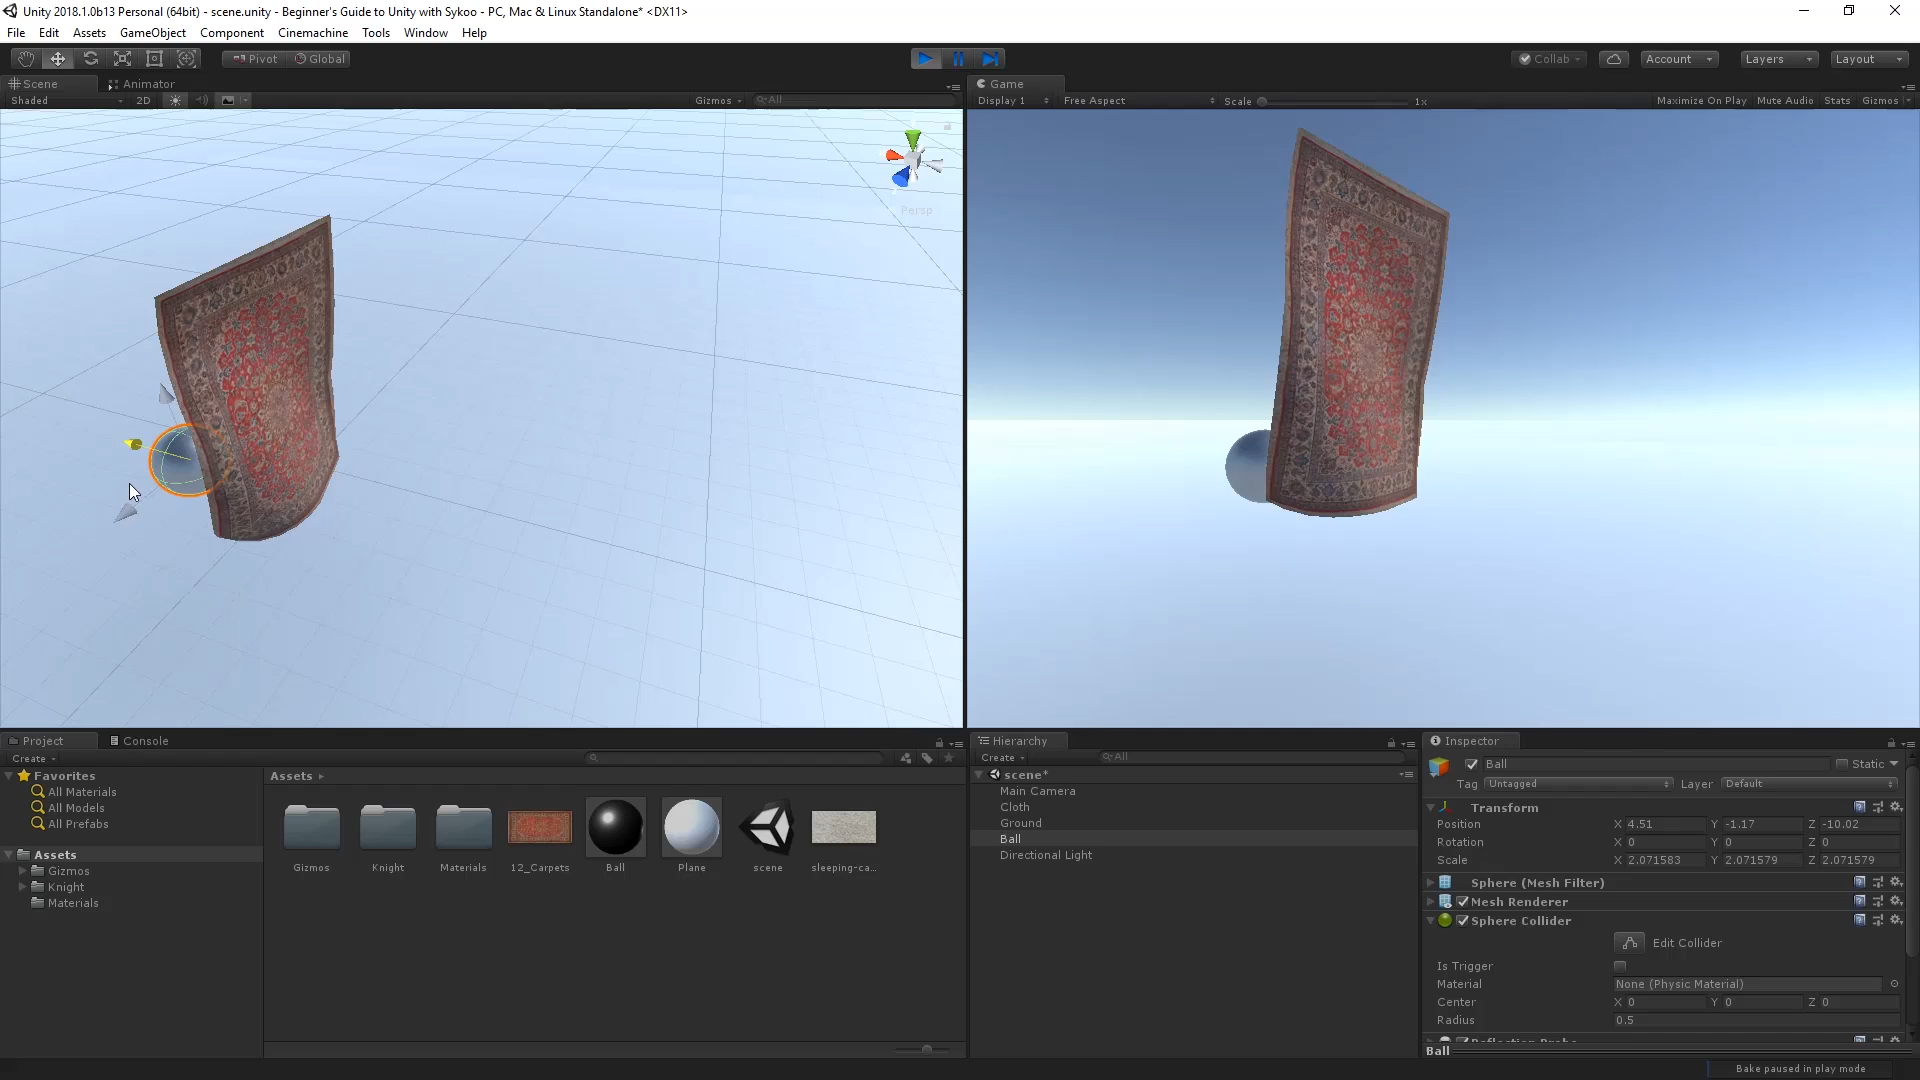 Unity 2018.1.0b13 Personal (64bit) - scene.unity - Beginner's Guide to Unity with Sykoo - PC, Mac & Linux Standalone* <DX11>
File Edit Assets GameObject Component Cinemachine Tools Window Help
Pivot Global Collab Account Layers Layout
Scene Animator Game
Shaded 2D Gizmos All Display 1 Free Aspect Scale 1x Maximize On Play Mute Audio Stats Gizmos
Persp
Project Console Hierarchy Inspector
Create Create All
Favorites
All Materials
All Models
All Prefabs
Assets
Gizmos
Knight
Materials
Assets
Gizmos Knight Materials 12_Carpets Ball Plane scene sleeping-ca...
scene*
Main Camera
Cloth
Ground
Ball
Directional Light
Ball Static
Tag Untagged Layer Default
Transform
Position X 4.51 Y -1.17 Z -10.02
Rotation X 0 Y 0 Z 0
Scale X 2.071583 Y 2.071579 Z 2.071579
Sphere (Mesh Filter)
Mesh Renderer
Sphere Collider
Edit Collider
Is Trigger
Material None (Physic Material)
Center X 0 Y 0 Z 0
Radius 0.5
Ball
Bake paused in play mode